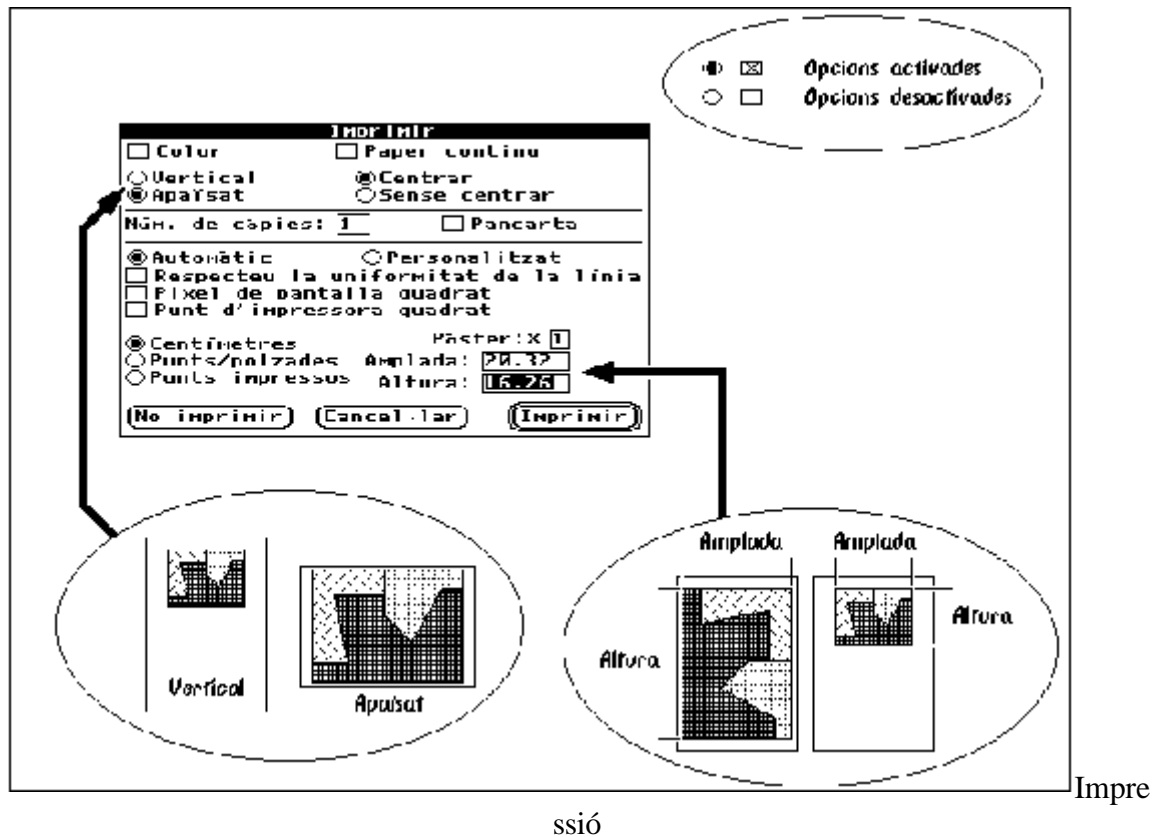 Opcions activades
Opcions desactivades
Imprimir
Color Paper continu
Vertical Centrar
Apaïsat Sense centrar
Núm. de còpies: 1 Pancarta
Automàtic Personalitzat
Respecteu la uniformitat de la línia
Píxel de pantalla quadrat
Punt d'impressora quadrat
Centímetres Pòster: X 1
Punts/polzades Amplada: 20.32
Punts impressos Altura: 16.26
No imprimir Cancel·lar Imprimir
Vertical
Apaïsat
Amplada Amplada
Altura
Altura
Impre
ssió